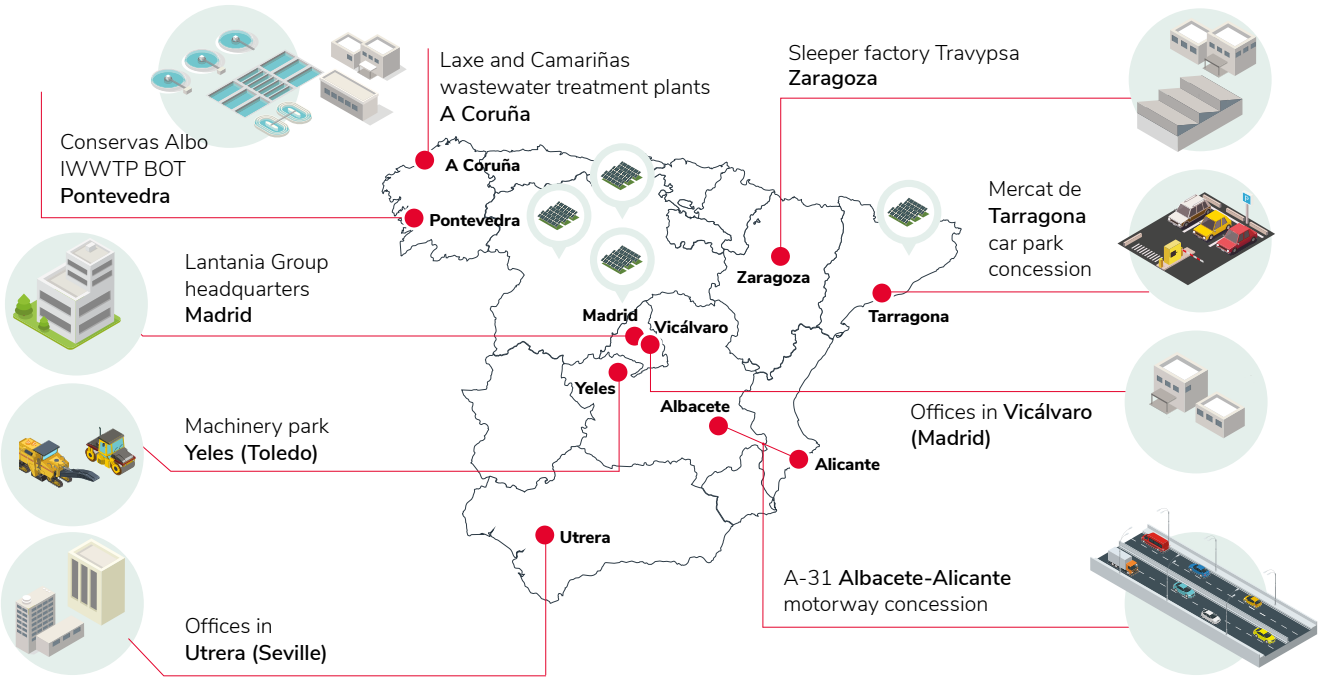 Laxe and Camariñas
wastewater treatment plants
A Coruña
Sleeper factory Travypsa
Zaragoza
Conservas Albo
IWWTP BOT
Pontevedra
A Coruña
Pontevedra
Mercat de
Tarragona
car park
concession
Lantania Group
headquarters
Madrid
Zaragoza
Tarragona
Madrid
Vicálvaro
Yeles
Albacete
Offices in Vicálvaro
(Madrid)
Machinery park
Yeles (Toledo)
Alicante
Utrera
A-31 Albacete-Alicante
motorway concession
Offices in
Utrera (Seville)
P